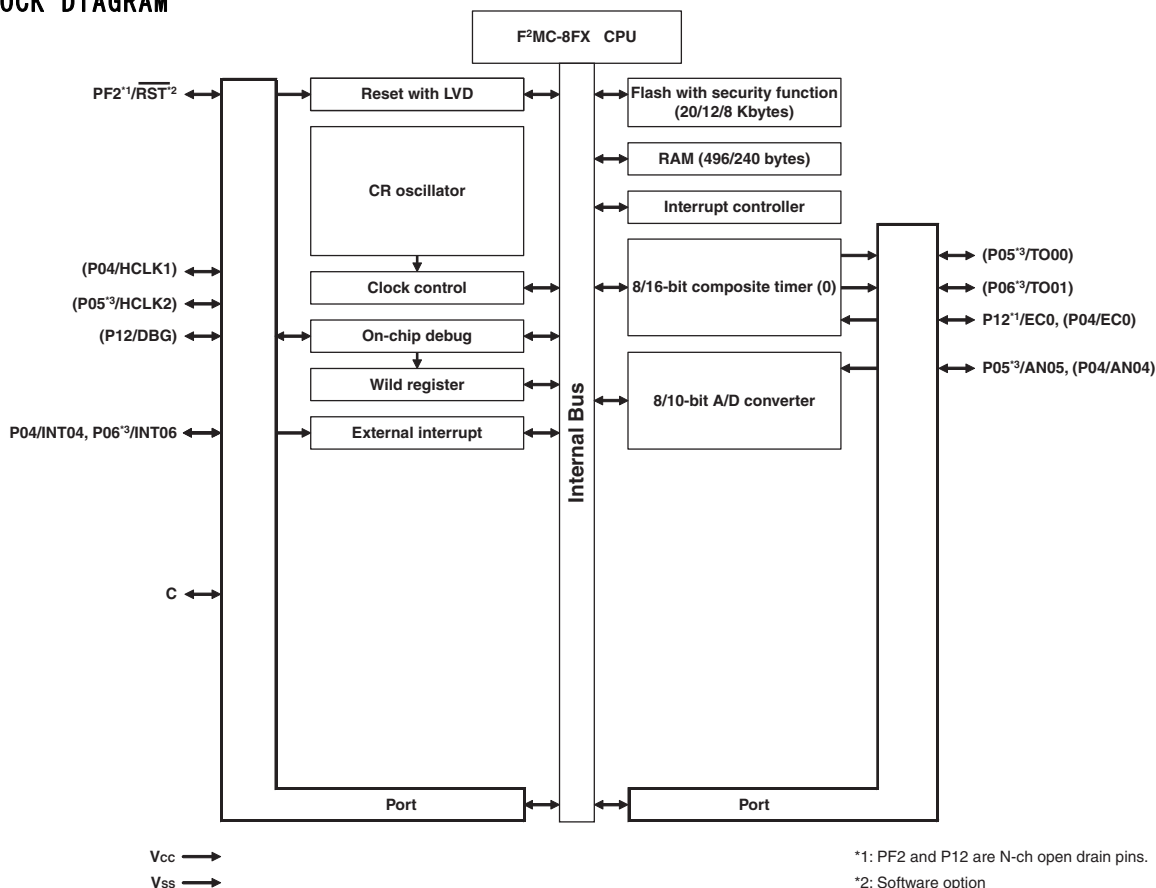 OCK DIAGRAM
F²MC-8FX CPU
PF2*1/RST*2
Reset with LVD
Flash with security function
(20/12/8 Kbytes)
CR oscillator
RAM (496/240 bytes)
Interrupt controller
(P04/HCLK1)
(P05*3/HCLK2)
(P12/DBG)
Clock control
8/16-bit composite timer (0)
(P05*3/TO00)
(P06*3/TO01)
P12*1/EC0, (P04/EC0)
On-chip debug
Wild register
8/10-bit A/D converter
P05*3/AN05, (P04/AN04)
P04/INT04, P06*3/INT06
External interrupt
Internal Bus
C
Port
Port
Vcc
Vss
*1: PF2 and P12 are N-ch open drain pins.
*2: Software option